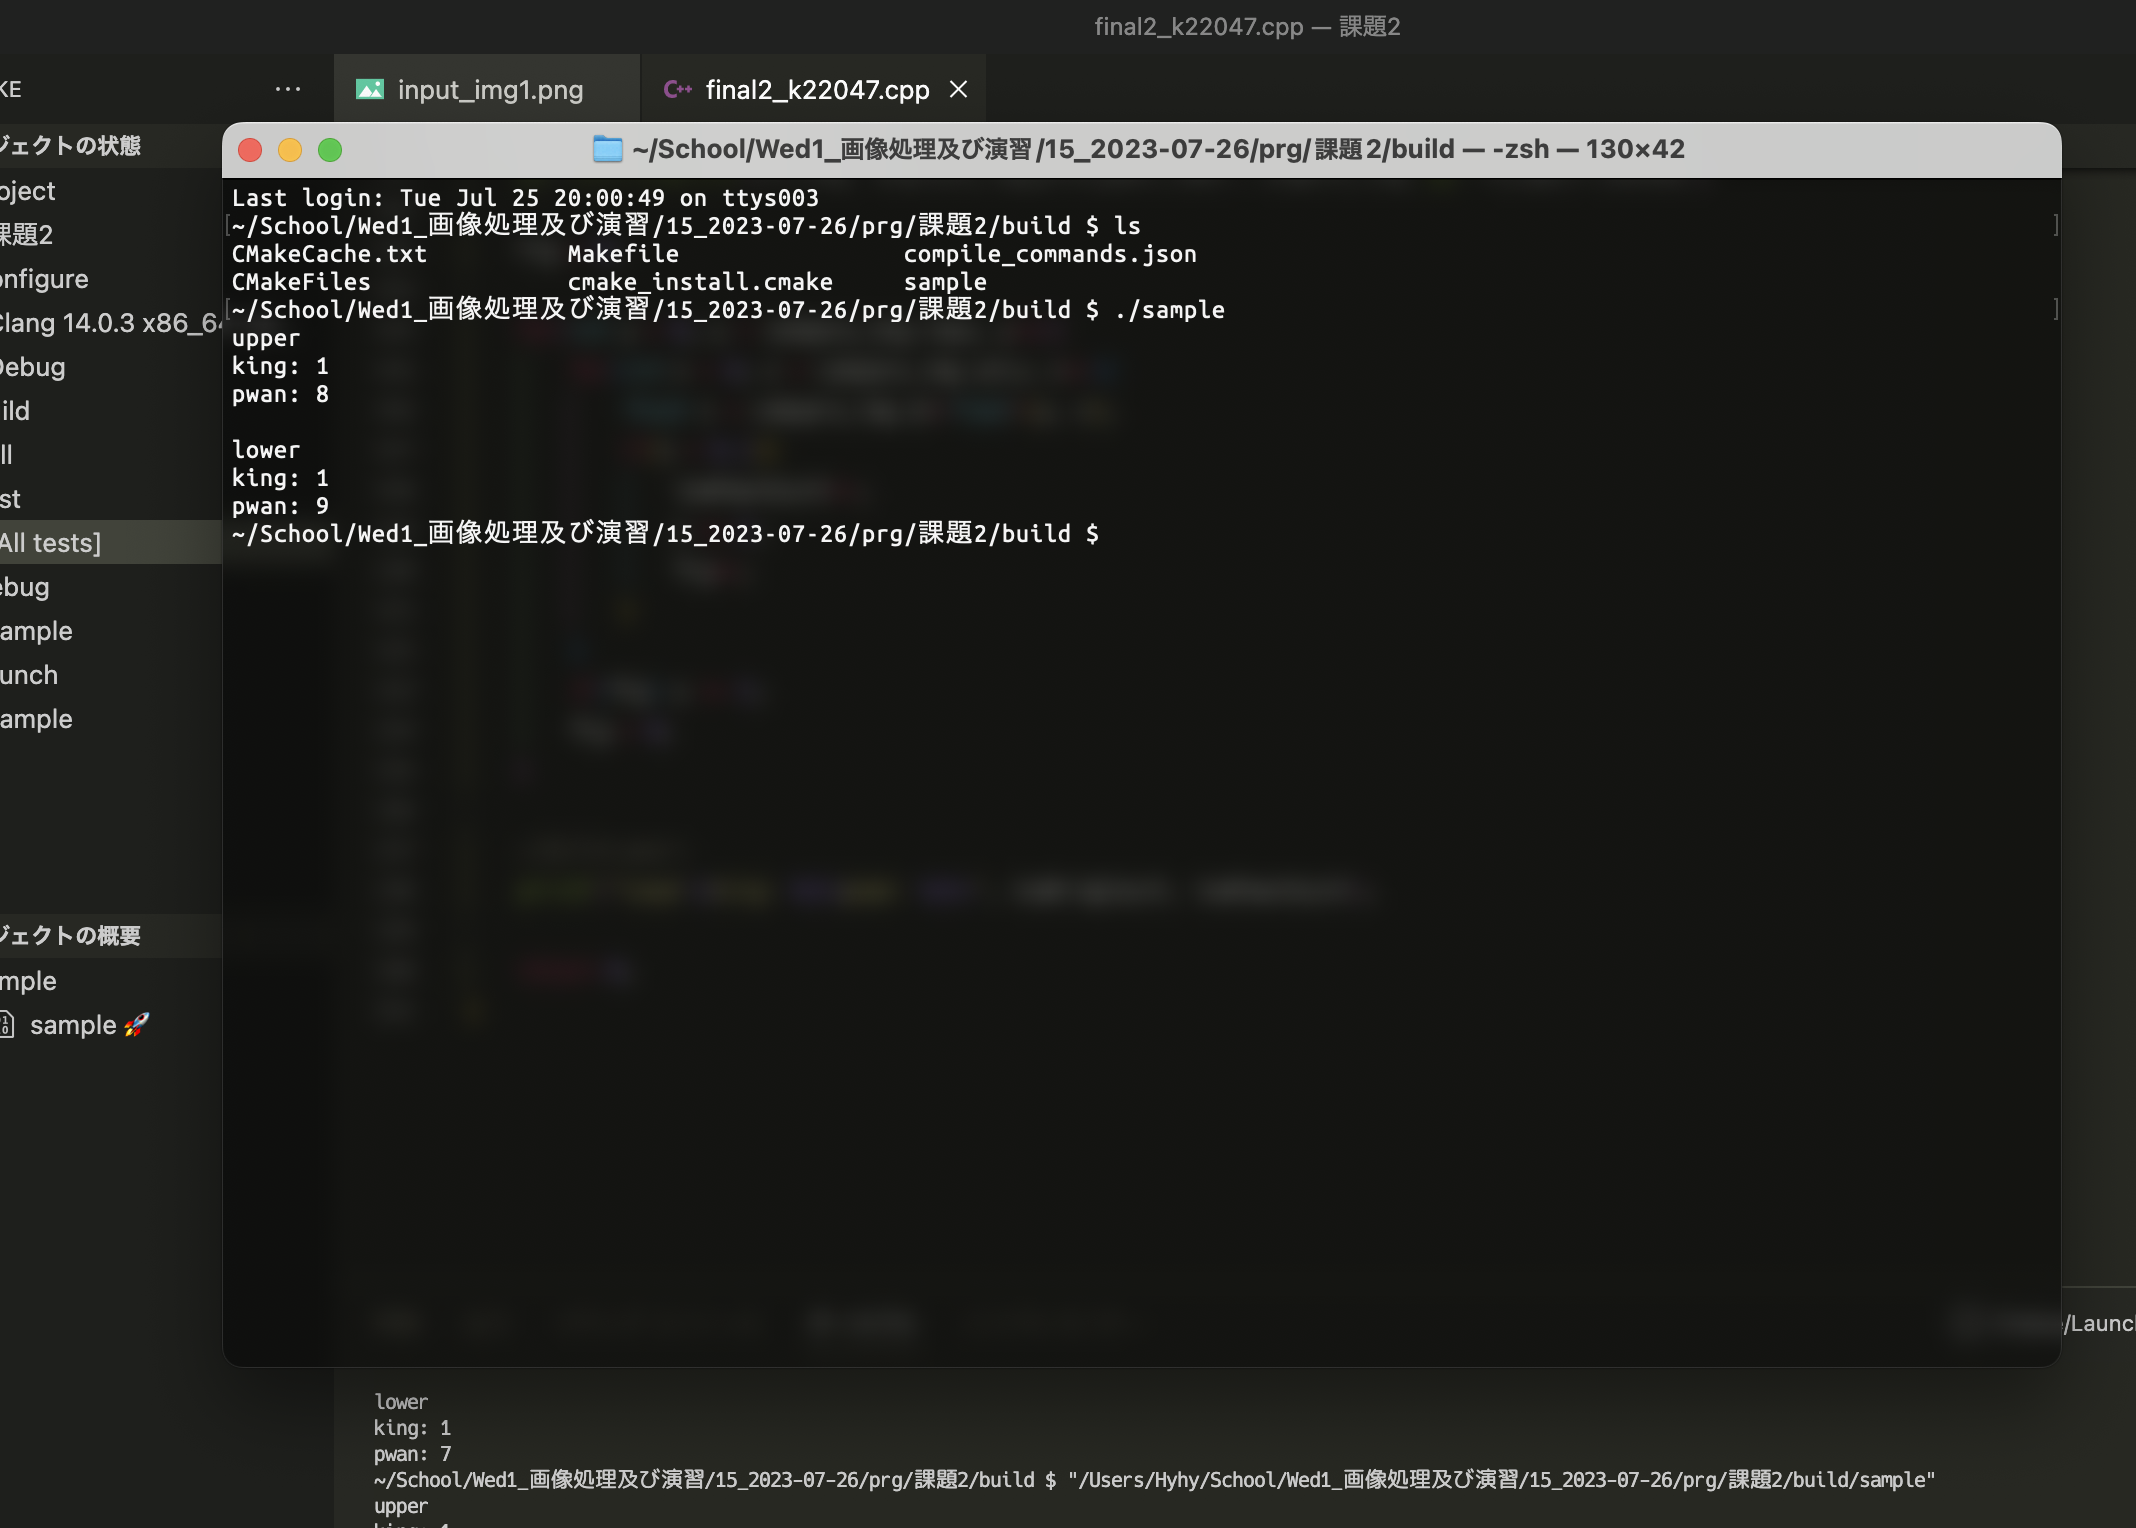 final2_k22047.cpp — 課題2
KE
input_img1.png
final2_k22047.cpp
ジェクトの状態
oject
課題2
onfigure
Clang 14.0.3 x86_64
Debug
ild
ll
st
All tests]
ebug
ample
unch
ample
ジェクトの概要
mple
sample
~/School/Wed1_画像処理及び演習/15_2023-07-26/prg/課題2/build — -zsh — 130×42
Last login: Tue Jul 25 20:00:49 on ttys003
[~/School/Wed1_画像処理及び演習/15_2023-07-26/prg/課題2/build $ ls ]
CMakeCache.txt Makefile compile_commands.json
CMakeFiles cmake_install.cmake sample
[~/School/Wed1_画像処理及び演習/15_2023-07-26/prg/課題2/build $ ./sample ]
upper
king: 1
pwan: 8
lower
king: 1
pwan: 9
~/School/Wed1_画像処理及び演習/15_2023-07-26/prg/課題2/build $
/Launc
lower
king: 1
pwan: 7
~/School/Wed1_画像処理及び演習/15_2023-07-26/prg/課題2/build $ "/Users/Hyhy/School/Wed1_画像処理及び演習/15_2023-07-26/prg/課題2/build/sample"
upper